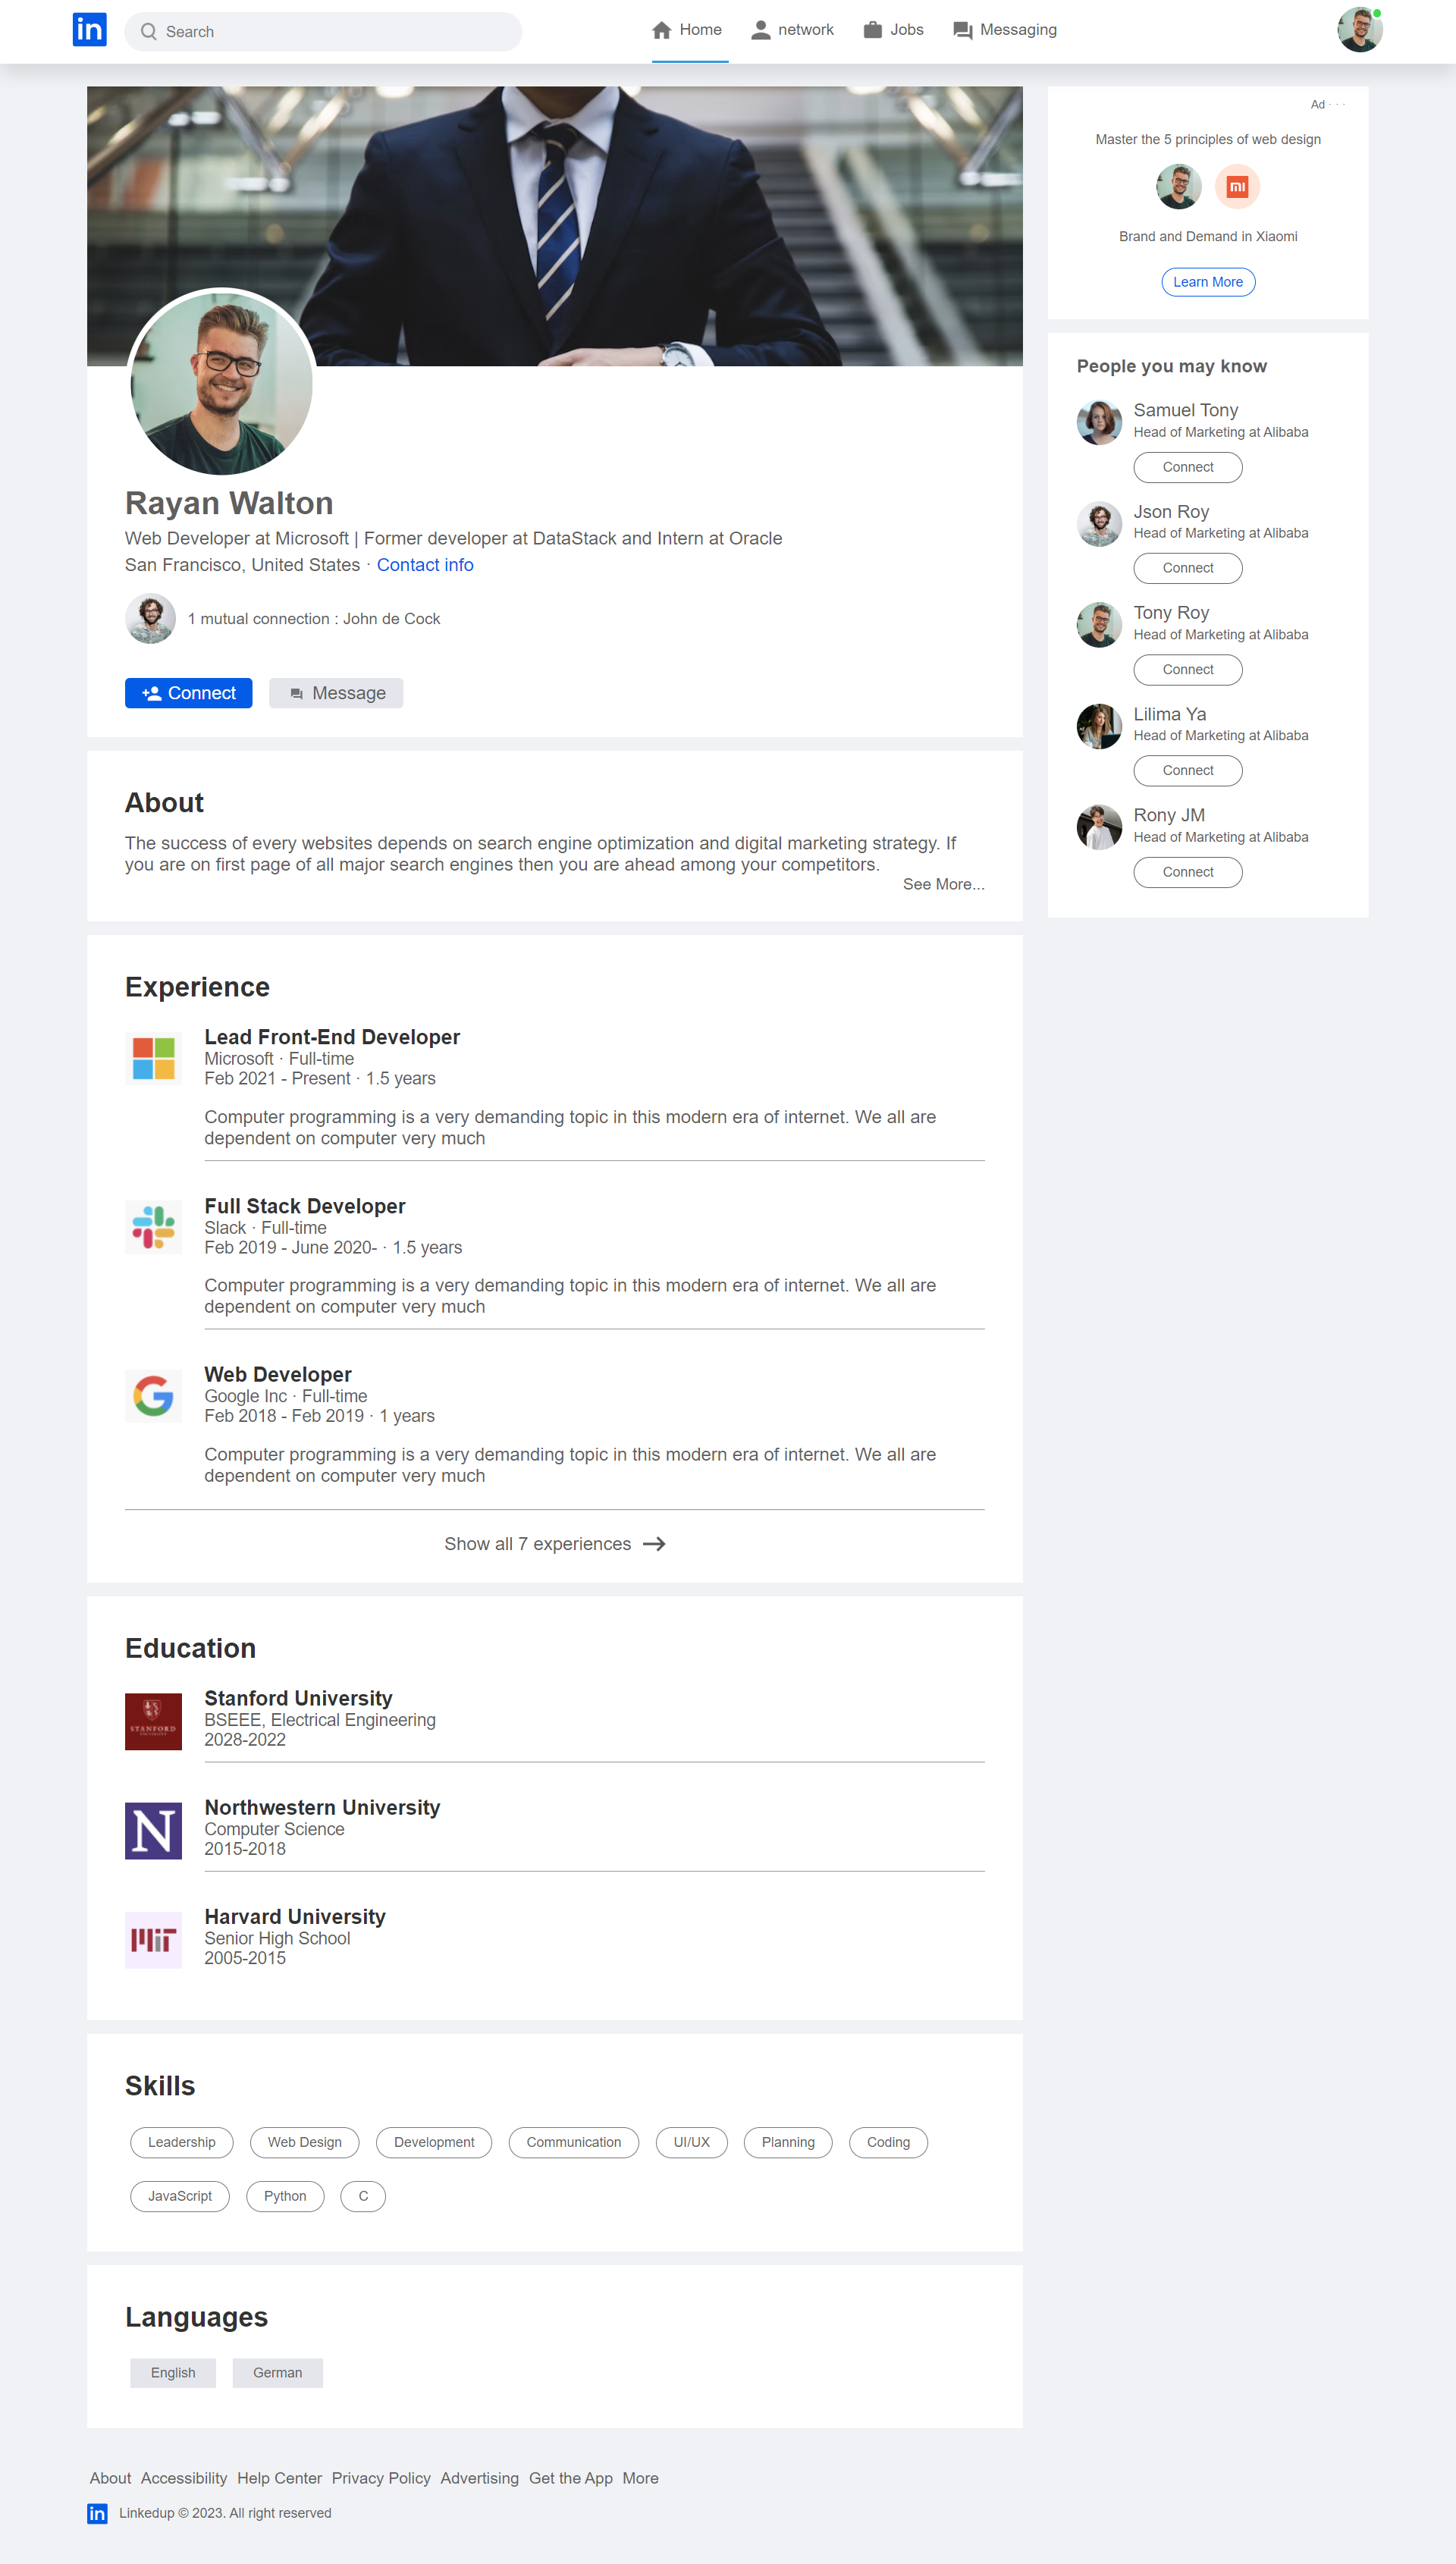 in
Search
Home
network
Jobs
Messaging
Rayan Walton
Web Developer at Microsoft | Former developer at DataStack and Intern at Oracle
San Francisco, United States · Contact info
1 mutual connection : John de Cock
Connect
Message
About
The success of every websites depends on search engine optimization and digital marketing strategy. If
you are on first page of all major search engines then you are ahead among your competitors.
See More...
Experience
Lead Front-End Developer
Microsoft · Full-time
Feb 2021 - Present · 1.5 years
Computer programming is a very demanding topic in this modern era of internet. We all are
dependent on computer very much
Full Stack Developer
Slack · Full-time
Feb 2019 - June 2020- · 1.5 years
Computer programming is a very demanding topic in this modern era of internet. We all are
dependent on computer very much
Web Developer
Google Inc · Full-time
Feb 2018 - Feb 2019 · 1 years
Computer programming is a very demanding topic in this modern era of internet. We all are
dependent on computer very much
Show all 7 experiences
Education
STANFORD
UNIVERSITY
Stanford University
BSEEE, Electrical Engineering
2028-2022
N
Northwestern University
Computer Science
2015-2018
MIT
Harvard University
Senior High School
2005-2015
Skills
Leadership
Web Design
Development
Communication
UI/UX
Planning
Coding
JavaScript
Python
C
Languages
English
German
Ad · · ·
Master the 5 principles of web design
mi
Brand and Demand in Xiaomi
Learn More
People you may know
Samuel Tony
Head of Marketing at Alibaba
Connect
Json Roy
Head of Marketing at Alibaba
Connect
Tony Roy
Head of Marketing at Alibaba
Connect
Lilima Ya
Head of Marketing at Alibaba
Connect
Rony JM
Head of Marketing at Alibaba
Connect
About Accessibility Help Center Privacy Policy Advertising Get the App More
in
Linkedup © 2023. All right reserved